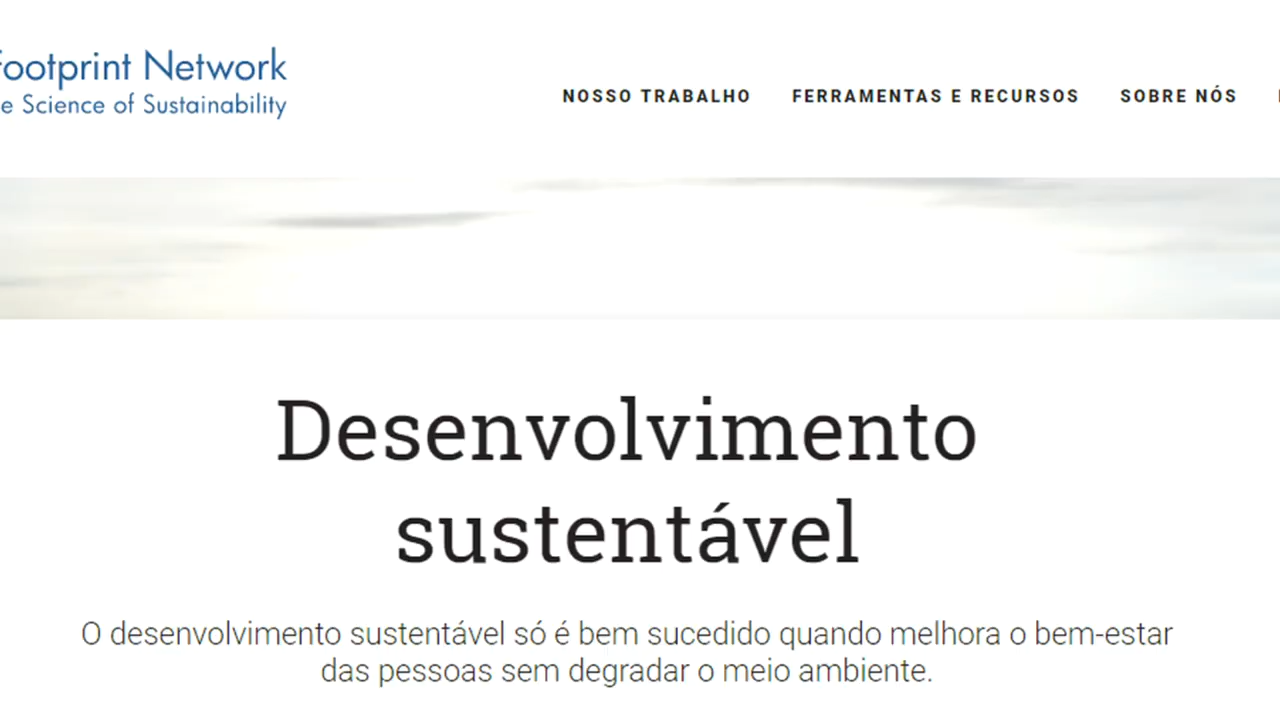 Footprint Network
e Science of Sustainability
NOSSO TRABALHO FERRAMENTAS E RECURSOS SOBRE NÓS
Desenvolvimento
sustentável
O desenvolvimento sustentável só é bem sucedido quando melhora o bem-estar
das pessoas sem degradar o meio ambiente.